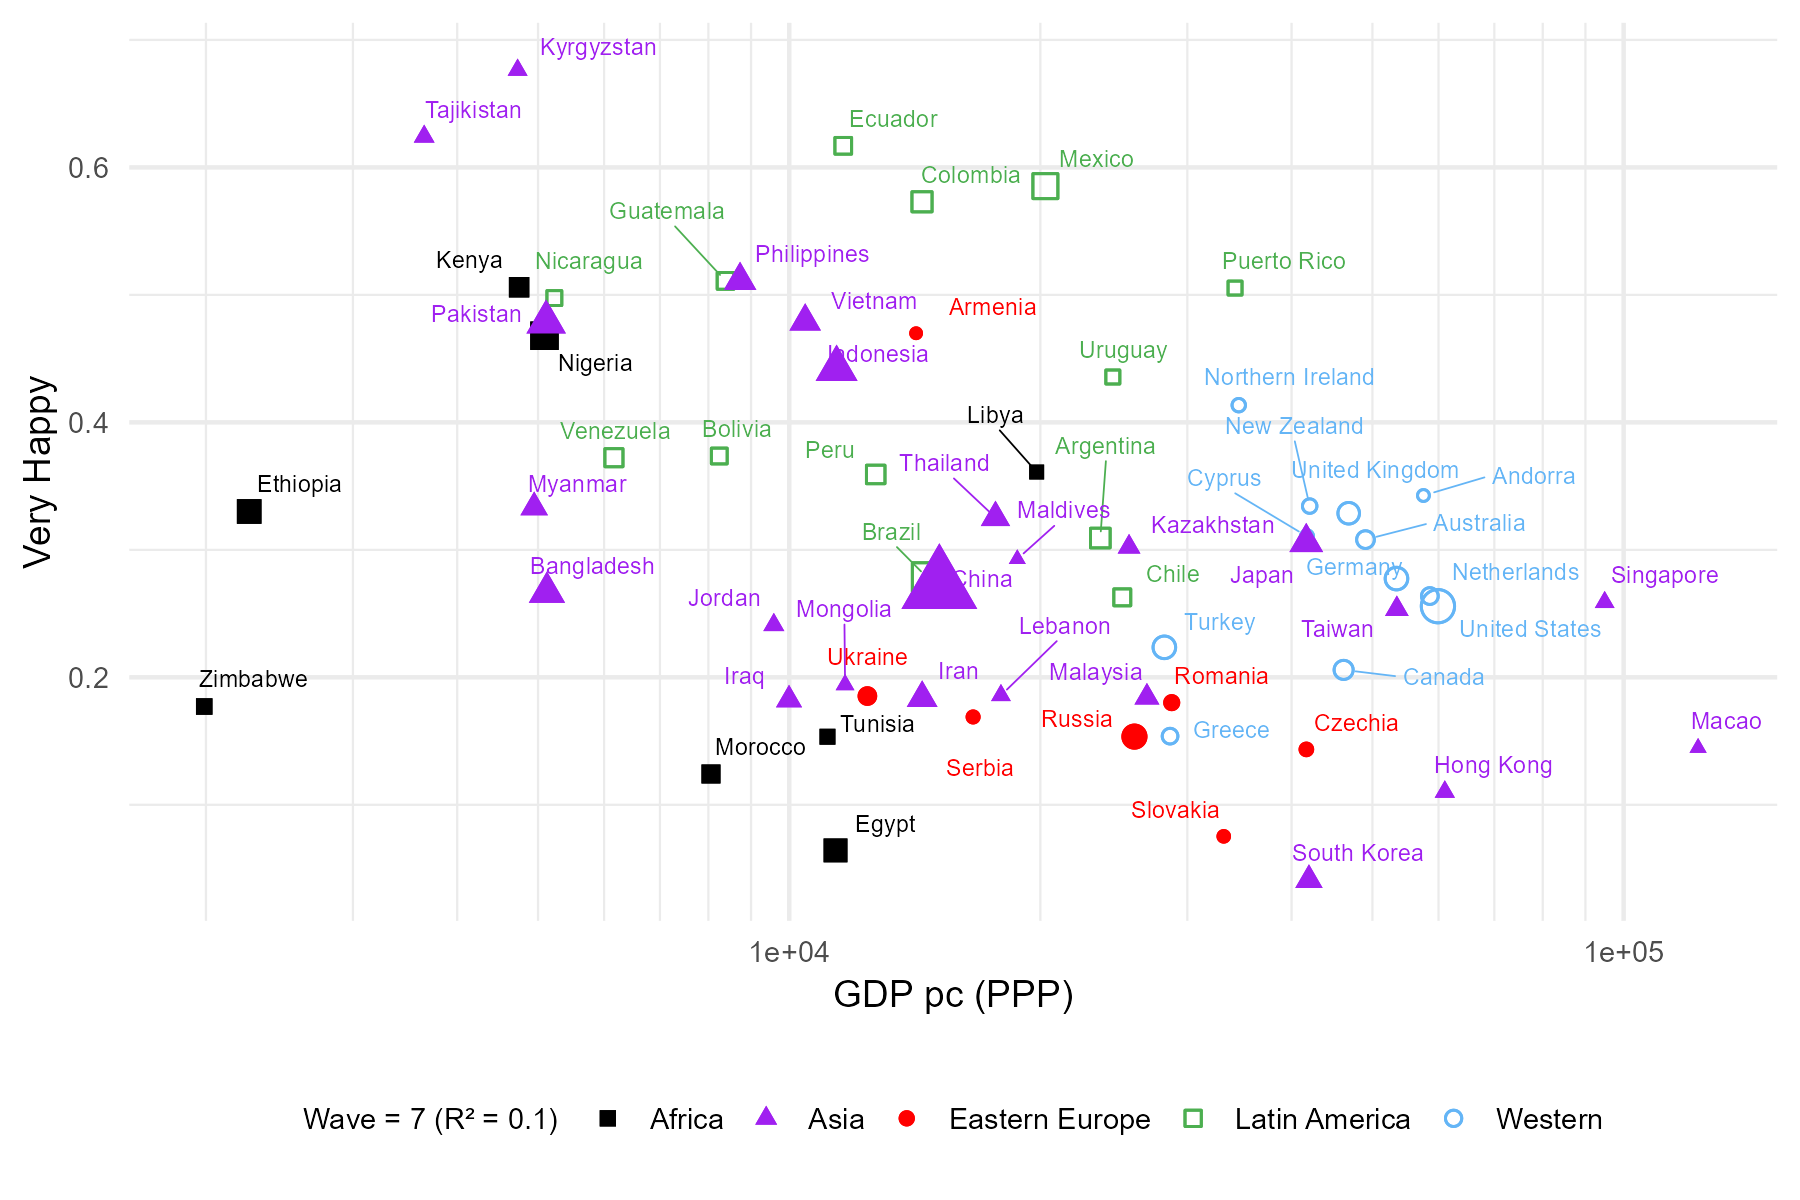 Kyrgyzstan
Tajikistan
Ecuador
Mexico
Colombia
0.6
Guatemala
Philippines
Kenya
Nicaragua
Puerto Rico
Vietnam
Armenia
Pakistan
Indonesia
Nigeria
Uruguay
Northern Ireland
Libya
New Zealand
0.4
Venezuela
Bolivia
Peru
Argentina
Thailand
United Kingdom
Andorra
Cyprus
Ethiopia
Myanmar
Maldives
Kazakhstan
Australia
Brazil
Very Happy
Bangladesh
China
Chile
Japan
Germany
Netherlands
Singapore
Jordan
Mongolia
Lebanon
Turkey
Taiwan
United States
Ukraine
0.2
Zimbabwe
Iraq
Iran
Malaysia
Romania
Canada
Tunisia
Russia
Greece
Czechia
Macao
Morocco
Serbia
Hong Kong
Slovakia
Egypt
South Korea
1e+04
1e+05
GDP pc (PPP)
Wave = 7 (R² = 0.1) Africa Asia Eastern Europe Latin America Western